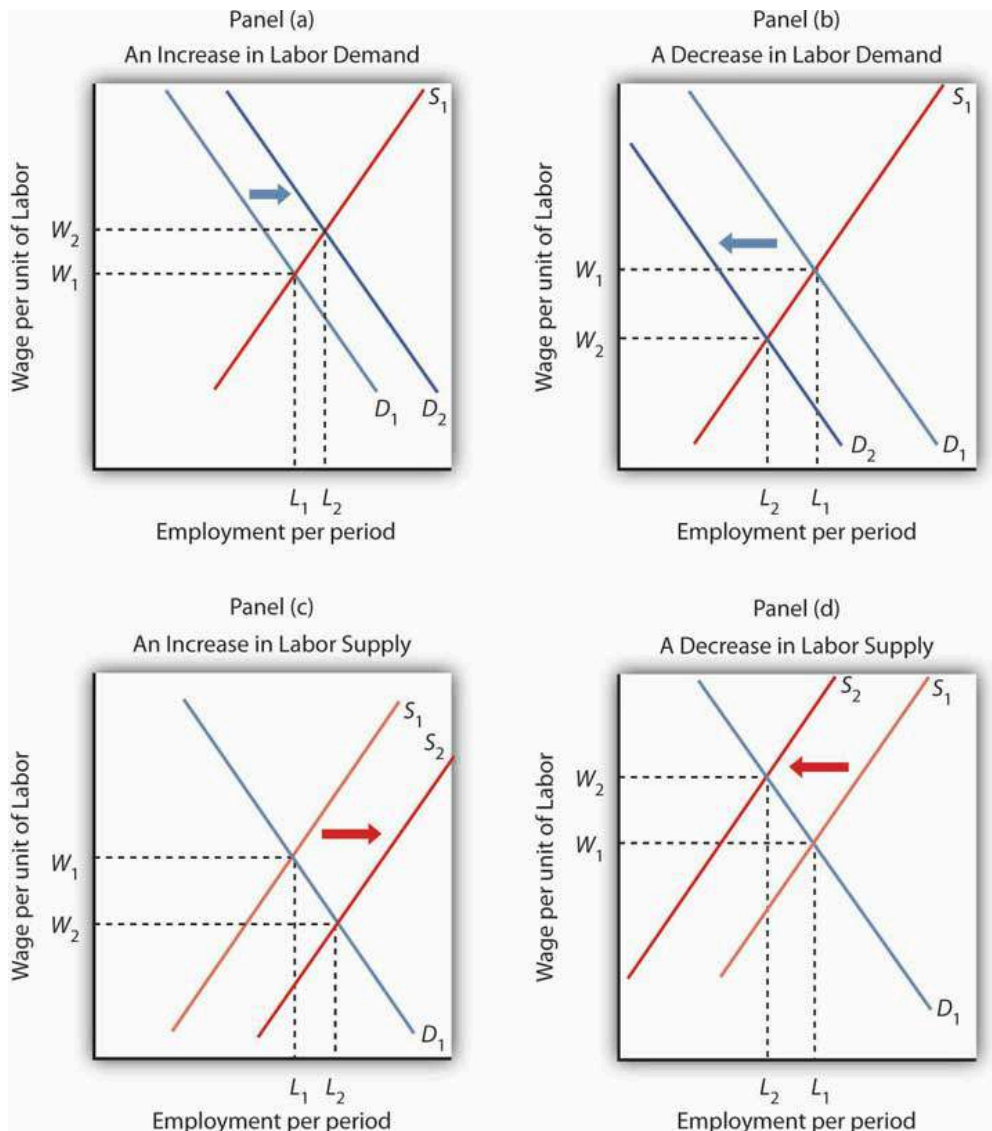 Panel (a)
An Increase in Labor Demand
Wage per unit of Labor
S1
W2
W1
D1
D2
L1
L2
Employment per period
Panel (b)
A Decrease in Labor Demand
Wage per unit of Labor
S1
W1
W2
D2
D1
L2
L1
Employment per period
Panel (c)
An Increase in Labor Supply
Wage per unit of Labor
S1
S2
W1
W2
D1
L1
L2
Employment per period
Panel (d)
A Decrease in Labor Supply
Wage per unit of Labor
S2
S1
W2
W1
D1
L2
L1
Employment per period